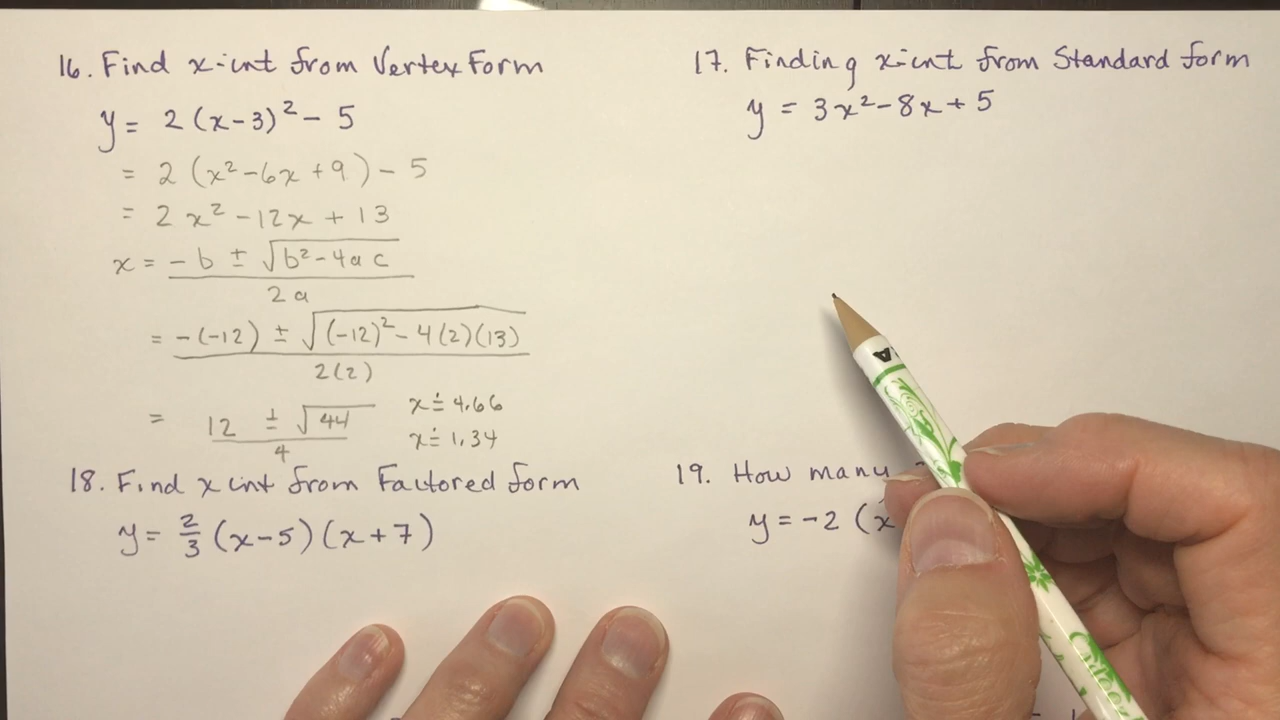 16. Find x-int from Vertex Form
y = 2 (x-3)² - 5
= 2 (x² - 6x + 9) - 5
= 2x² - 12x + 13
x = -b ± √b² - 4ac
2a
= -(-12) ± √(-12)² - 4(2)(13)
2(2)
= 12 ± √44
4
x ≐ 4.66
x ≐ 1.34
17. Finding x-int from Standard form
y = 3x² - 8x + 5
18. Find x int from Factored form
y = 2/3 (x-5)(x+7)
19. How many
y = -2 (x